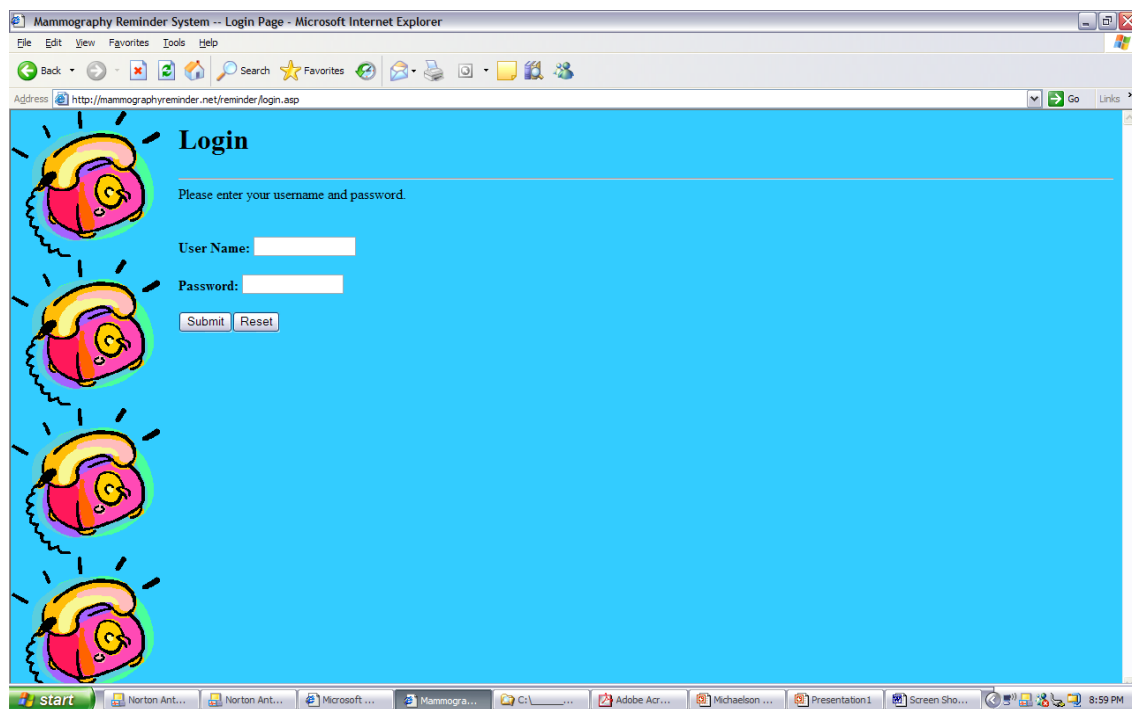 Mammography Reminder System -- Login Page - Microsoft Internet Explorer
File Edit View Favorites Tools Help
Back Search Favorites
Address http://mammographyreminder.net/reminder/login.asp Go Links
Login
Please enter your username and password.
User Name:
Password:
Submit Reset
start Norton Ant... Norton Ant... Microsoft ... Mammogra... C:\_____... Adobe Acr... Michaelson ... Presentation1 Screen Sho... 8:59 PM